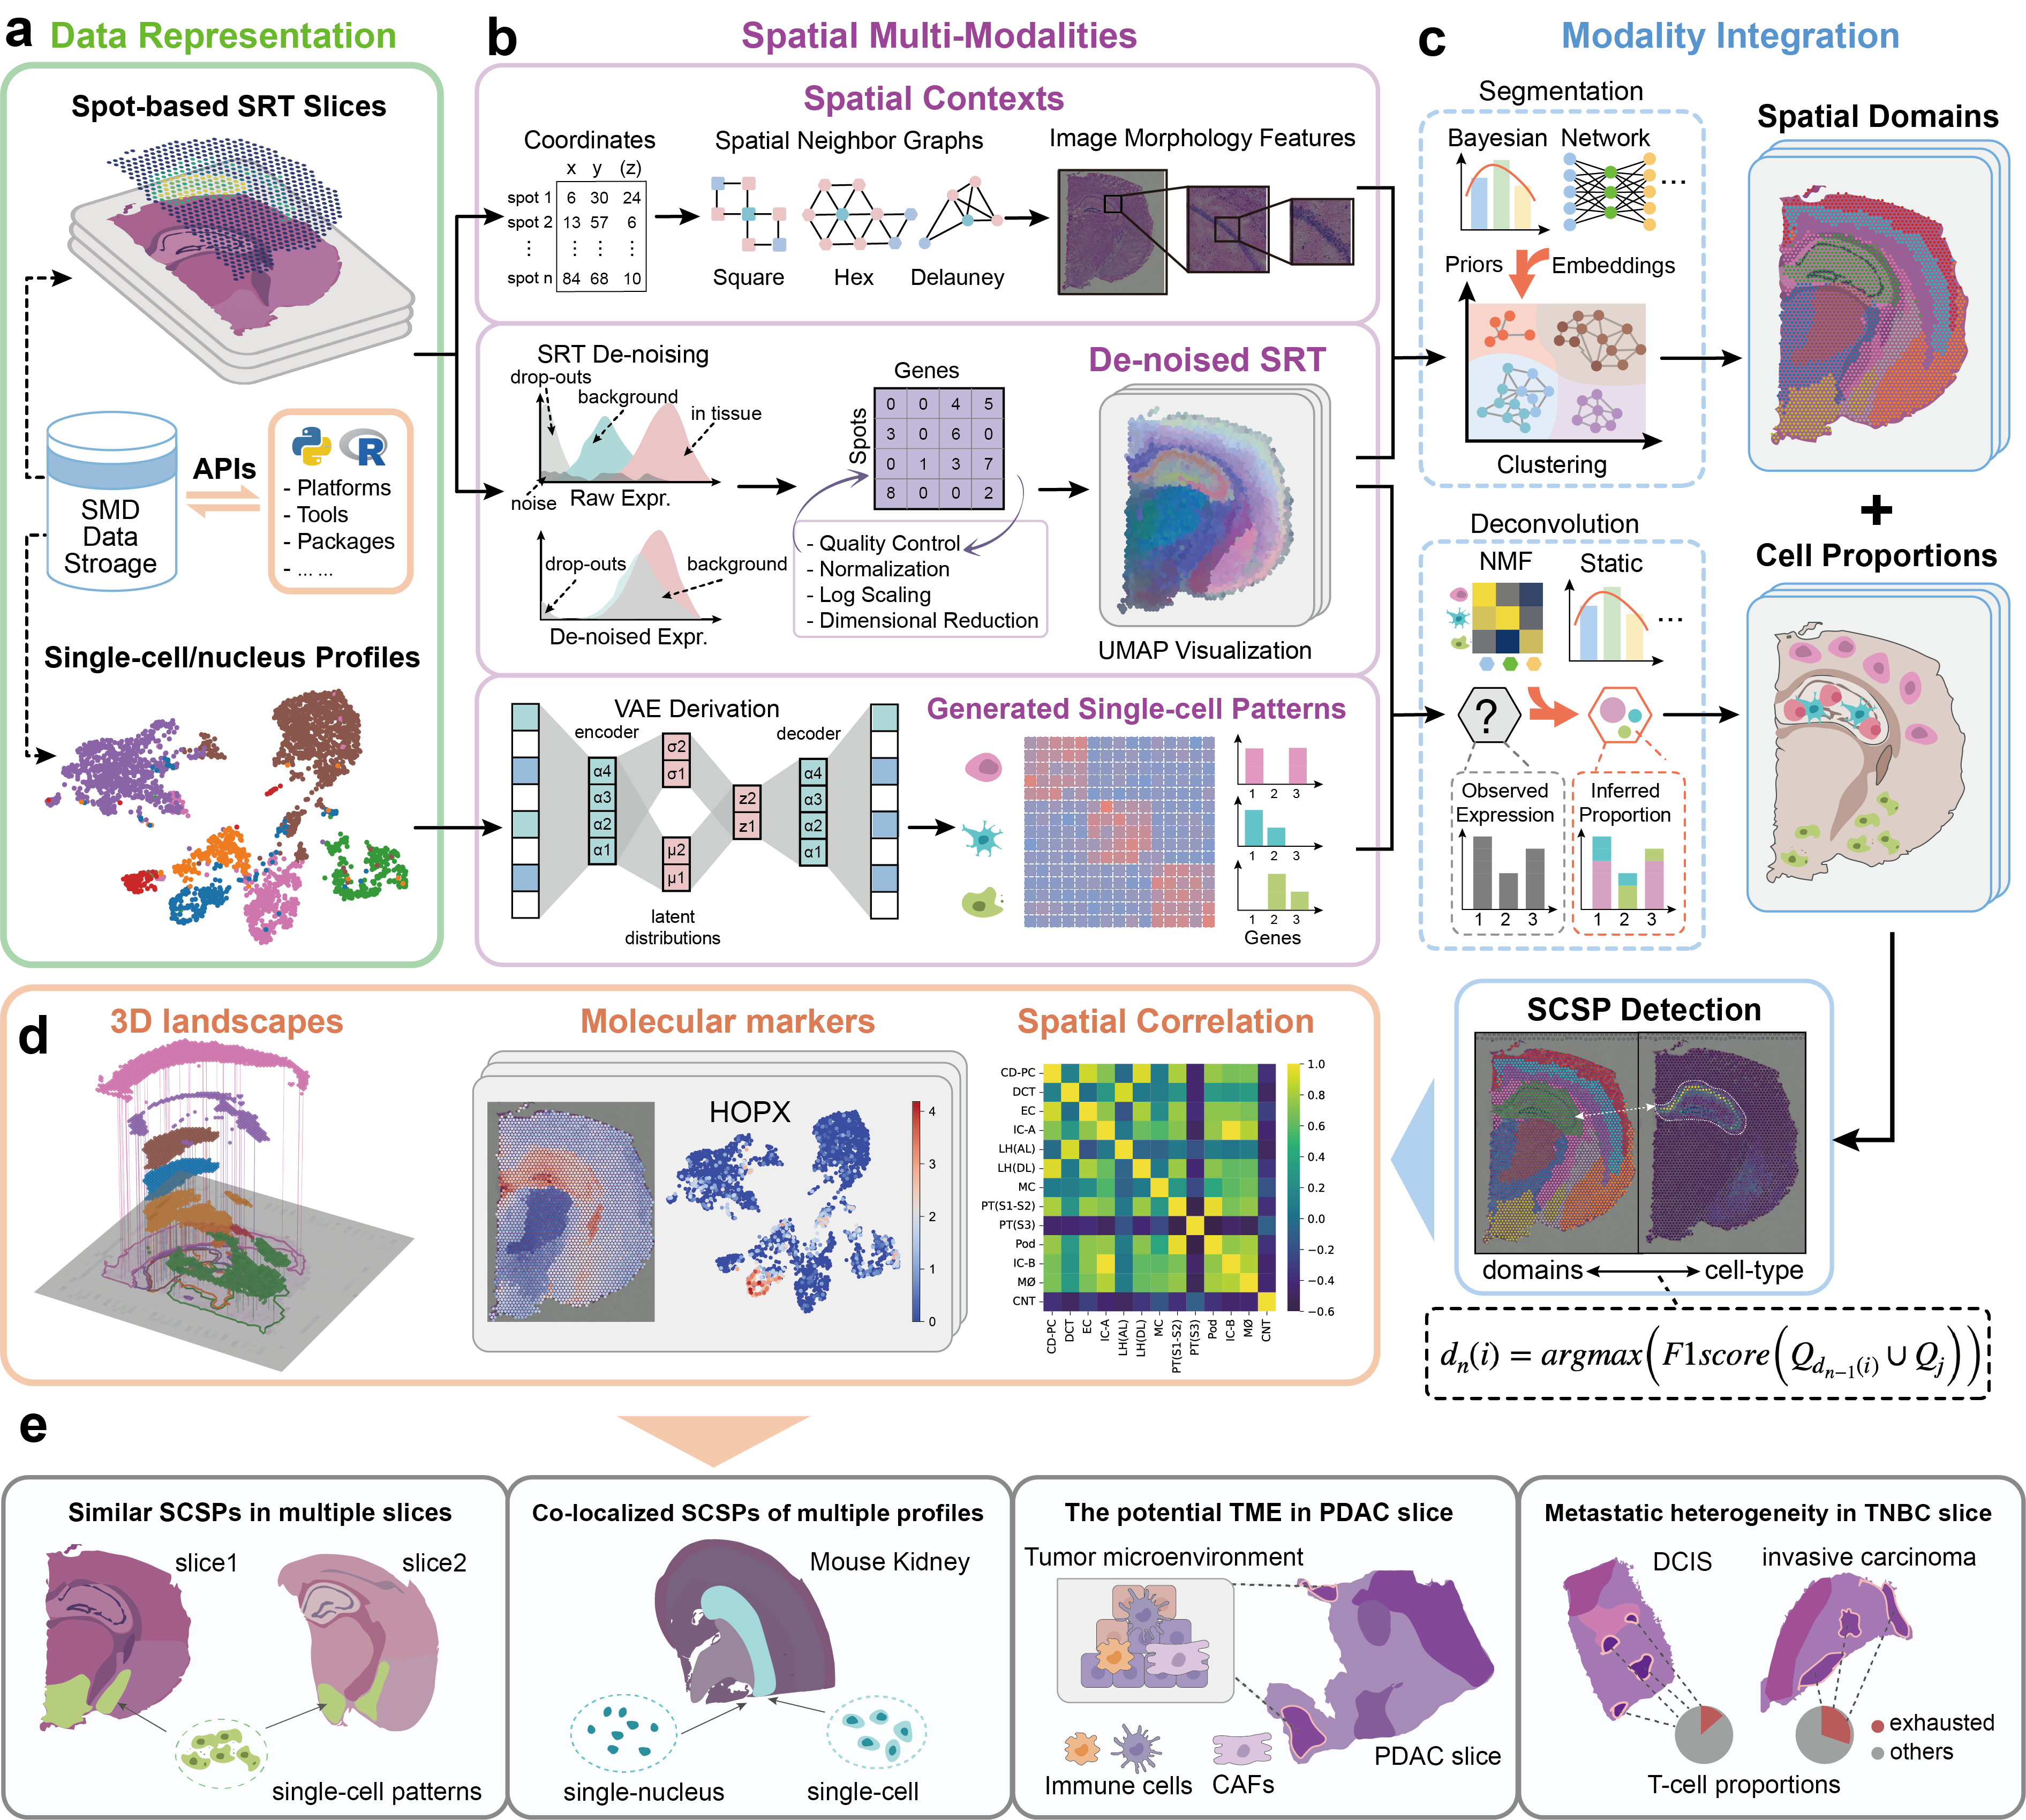 a Data Representation
Spot-based SRT Slices
SMD
Data
Stroage
APIs
R
- Platforms
- Tools
- Packages
- ... ...
Single-cell/nucleus Profiles
b Spatial Multi-Modalities
Spatial Contexts
Coordinates
x y (z)
spot 1 6 30 24
spot 2 13 57 6
⋮ ⋮ ⋮ ⋮
spot n 84 68 10
Spatial Neighbor Graphs
Square Hex Delauney
Image Morphology Features
SRT De-noising
drop-outs
background
in tissue
noise
Raw Expr.
drop-outs
background
De-noised Expr.
Genes
Spots
0 0 4 5
3 0 6 0
0 1 3 7
8 0 0 2
- Quality Control
- Normalization
- Log Scaling
- Dimensional Reduction
De-noised SRT
UMAP Visualization
VAE Derivation
encoder
decoder
α4
α3
α2
α1
σ2
σ1
μ2
μ1
z2
z1
α4
α3
α2
α1
latent
distributions
Generated Single-cell Patterns
1 2 3
1 2 3
1 2 3
Genes
c Modality Integration
Segmentation
Bayesian Network
...
Priors Embeddings
Clustering
Spatial Domains
+
Deconvolution
NMF Static
...
?
Observed
Expression
1 2 3
Inferred
Proportion
1 2 3
Cell Proportions
SCSP Detection
domains cell-type
dₙ(i) = argmax(F1score(Q_{dₙ₋₁(i)} ∪ Qⱼ))
d 3D landscapes
Molecular markers
HOPX
4
3
2
1
0
Spatial Correlation
CD-PC
DCT
EC
IC-A
LH(AL)
LH(DL)
MC
PT(S1-S2)
PT(S3)
Pod
IC-B
MØ
CNT
CD-PC DCT EC IC-A LH(AL) LH(DL) MC PT(S1-S2) PT(S3) Pod IC-B MØ CNT
1.0
0.8
0.6
0.4
0.2
0.0
−0.2
−0.4
−0.6
e
Similar SCSPs in multiple slices
slice1 slice2
single-cell patterns
Co-localized SCSPs of multiple profiles
Mouse Kidney
single-nucleus single-cell
The potential TME in PDAC slice
Tumor microenvironment
Immune cells CAFs
PDAC slice
Metastatic heterogeneity in TNBC slice
DCIS invasive carcinoma
exhausted
others
T-cell proportions